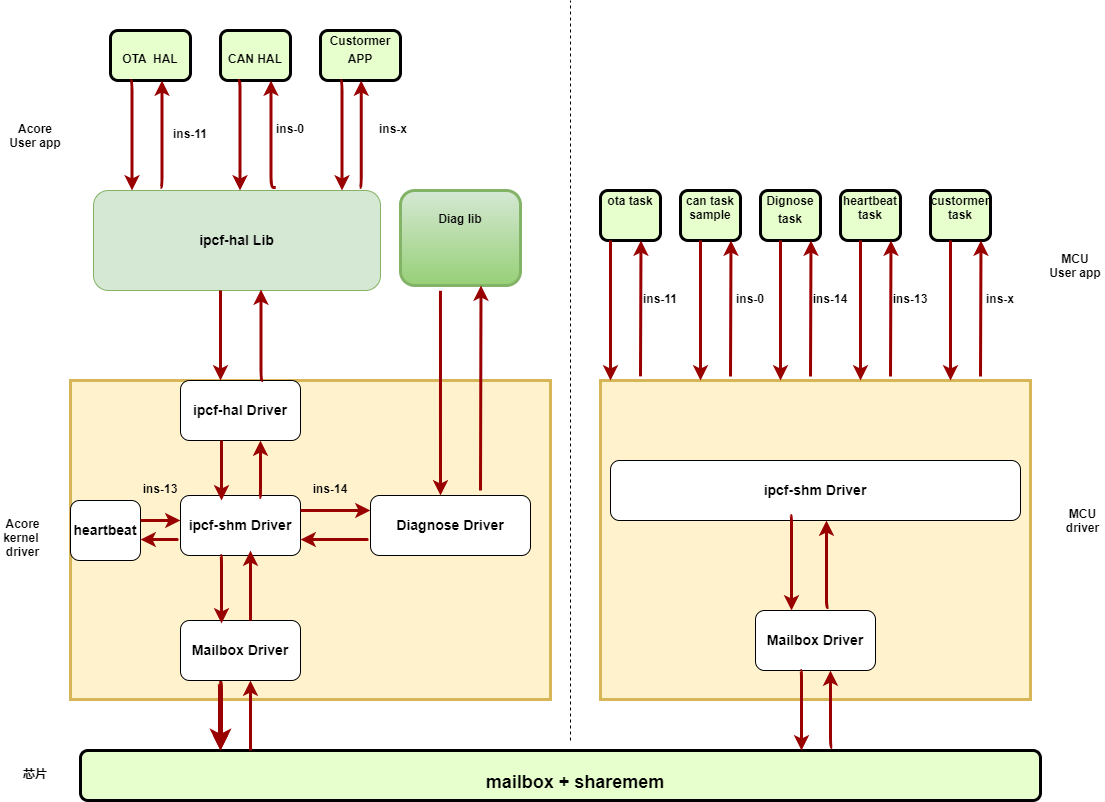 OTA  HAL
CAN HAL
Custormer
APP
Acore
User app
ins-11
ins-0
ins-x
ipcf-hal Lib
Diag lib
ipcf-hal Driver
ins-13
ins-14
heartbeat
ipcf-shm Driver
Diagnose Driver
Acore
kernel
driver
Mailbox Driver
ota task
can task
sample
Dignose
task
heartbeat
task
custormer
task
MCU
User app
ins-11
ins-0
ins-14
ins-13
ins-x
ipcf-shm Driver
MCU
driver
Mailbox Driver
芯片
mailbox + sharemem